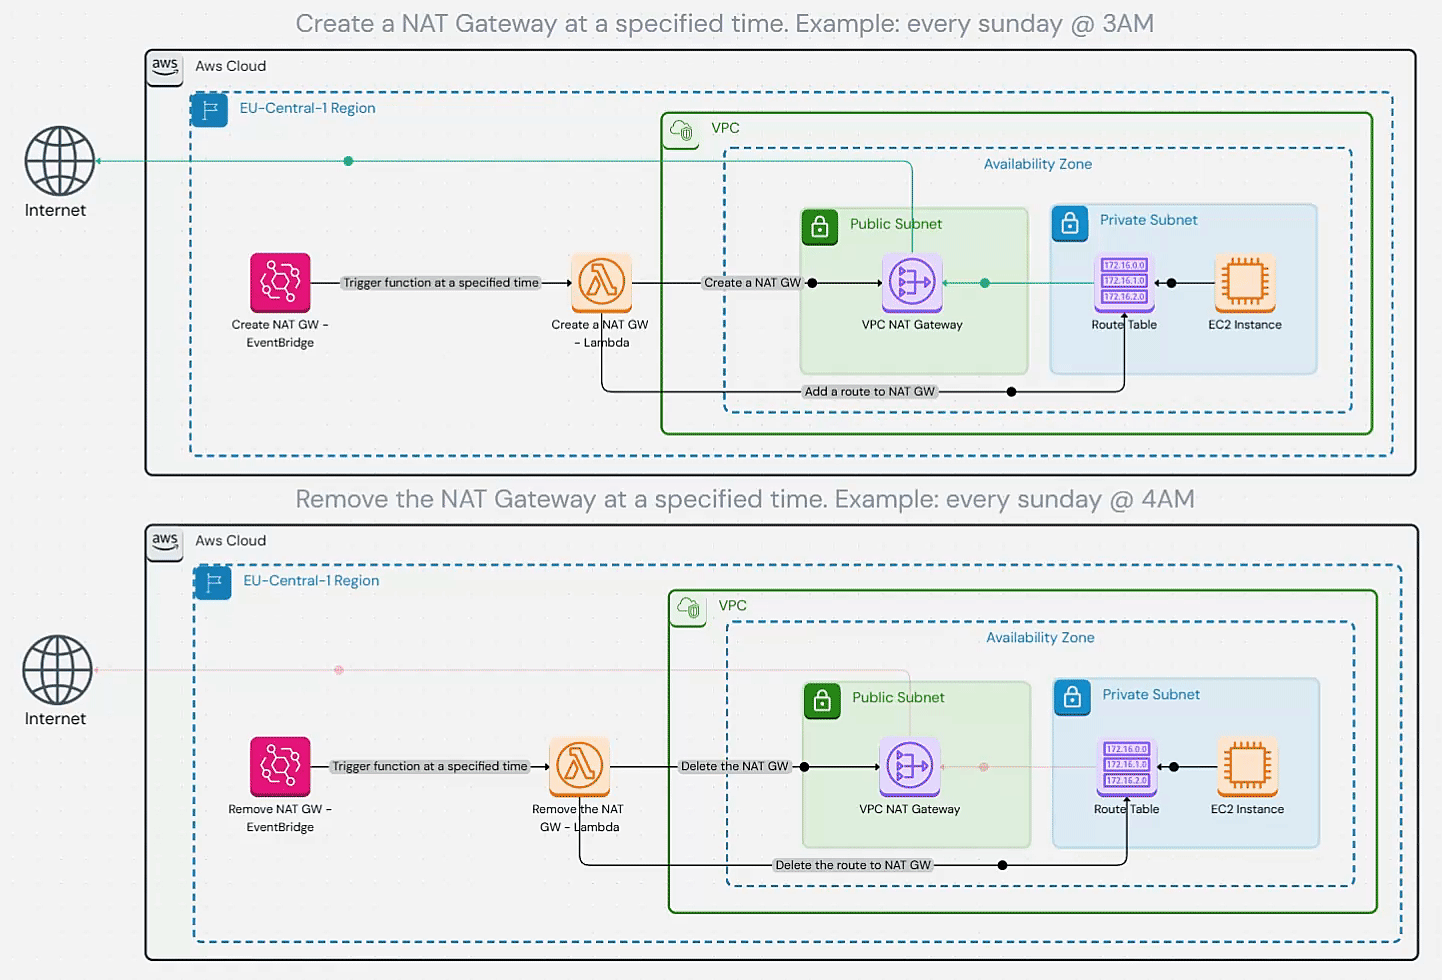 Create a NAT Gateway at a specified time. Example: every sunday @ 3AM
aws
Aws Cloud
EU-Central-1 Region
VPC
Availability Zone
Internet
Public Subnet
Private Subnet
Trigger function at a specified time
Create a NAT GW
172.16.0.0
172.16.1.0
172.16.2.0
Create NAT GW -
EventBridge
Create a NAT GW
- Lambda
VPC NAT Gateway
Route Table
EC2 Instance
Add a route to NAT GW
Remove the NAT Gateway at a specified time. Example: every sunday @ 4AM
aws
Aws Cloud
EU-Central-1 Region
VPC
Availability Zone
Internet
Public Subnet
Private Subnet
Trigger function at a specified time
Delete the NAT GW
172.16.0.0
172.16.1.0
172.16.2.0
Remove NAT GW -
EventBridge
Remove the NAT
GW - Lambda
VPC NAT Gateway
Route Table
EC2 Instance
Delete the route to NAT GW